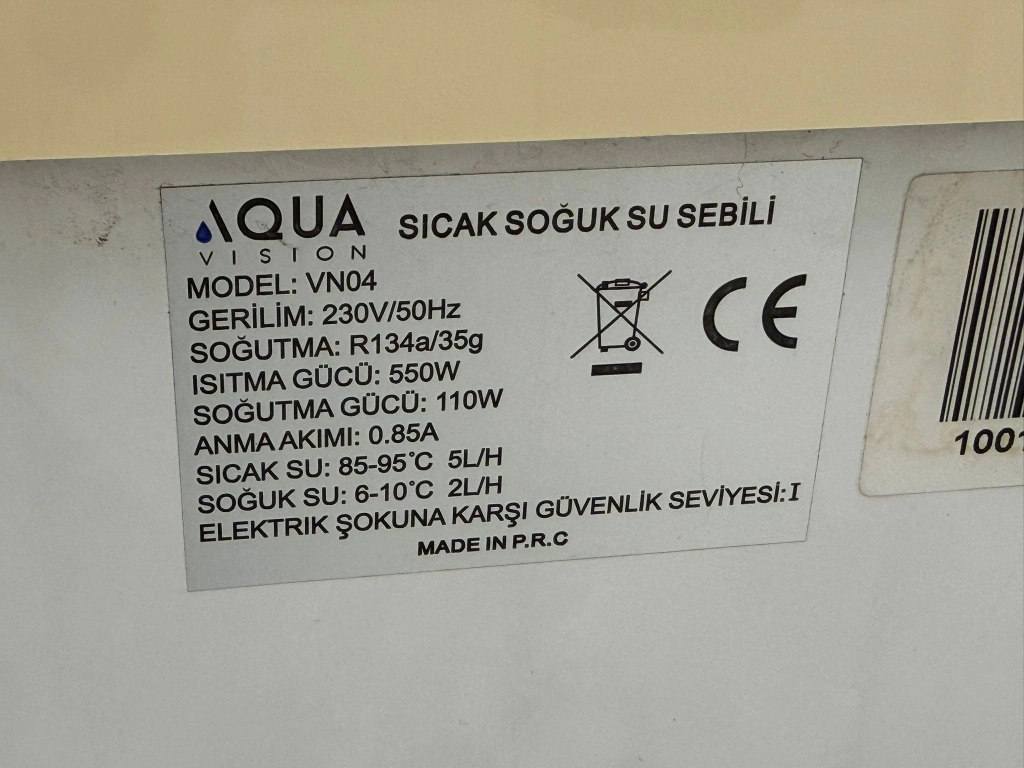 AQUA
VISION
SICAK SOĞUK SU SEBİLİ
MODEL: VN04
GERİLİM: 230V/50Hz
SOĞUTMA: R134a/35g
ISITMA GÜCÜ: 550W
SOĞUTMA GÜCÜ: 110W
ANMA AKIMI: 0.85A
SICAK SU: 85-95°C 5L/H
SOĞUK SU: 6-10°C 2L/H
ELEKTRIK ŞOKUNA KARŞI GÜVENLİK SEVİYESİ: I
MADE IN P.R.C
CE
1001